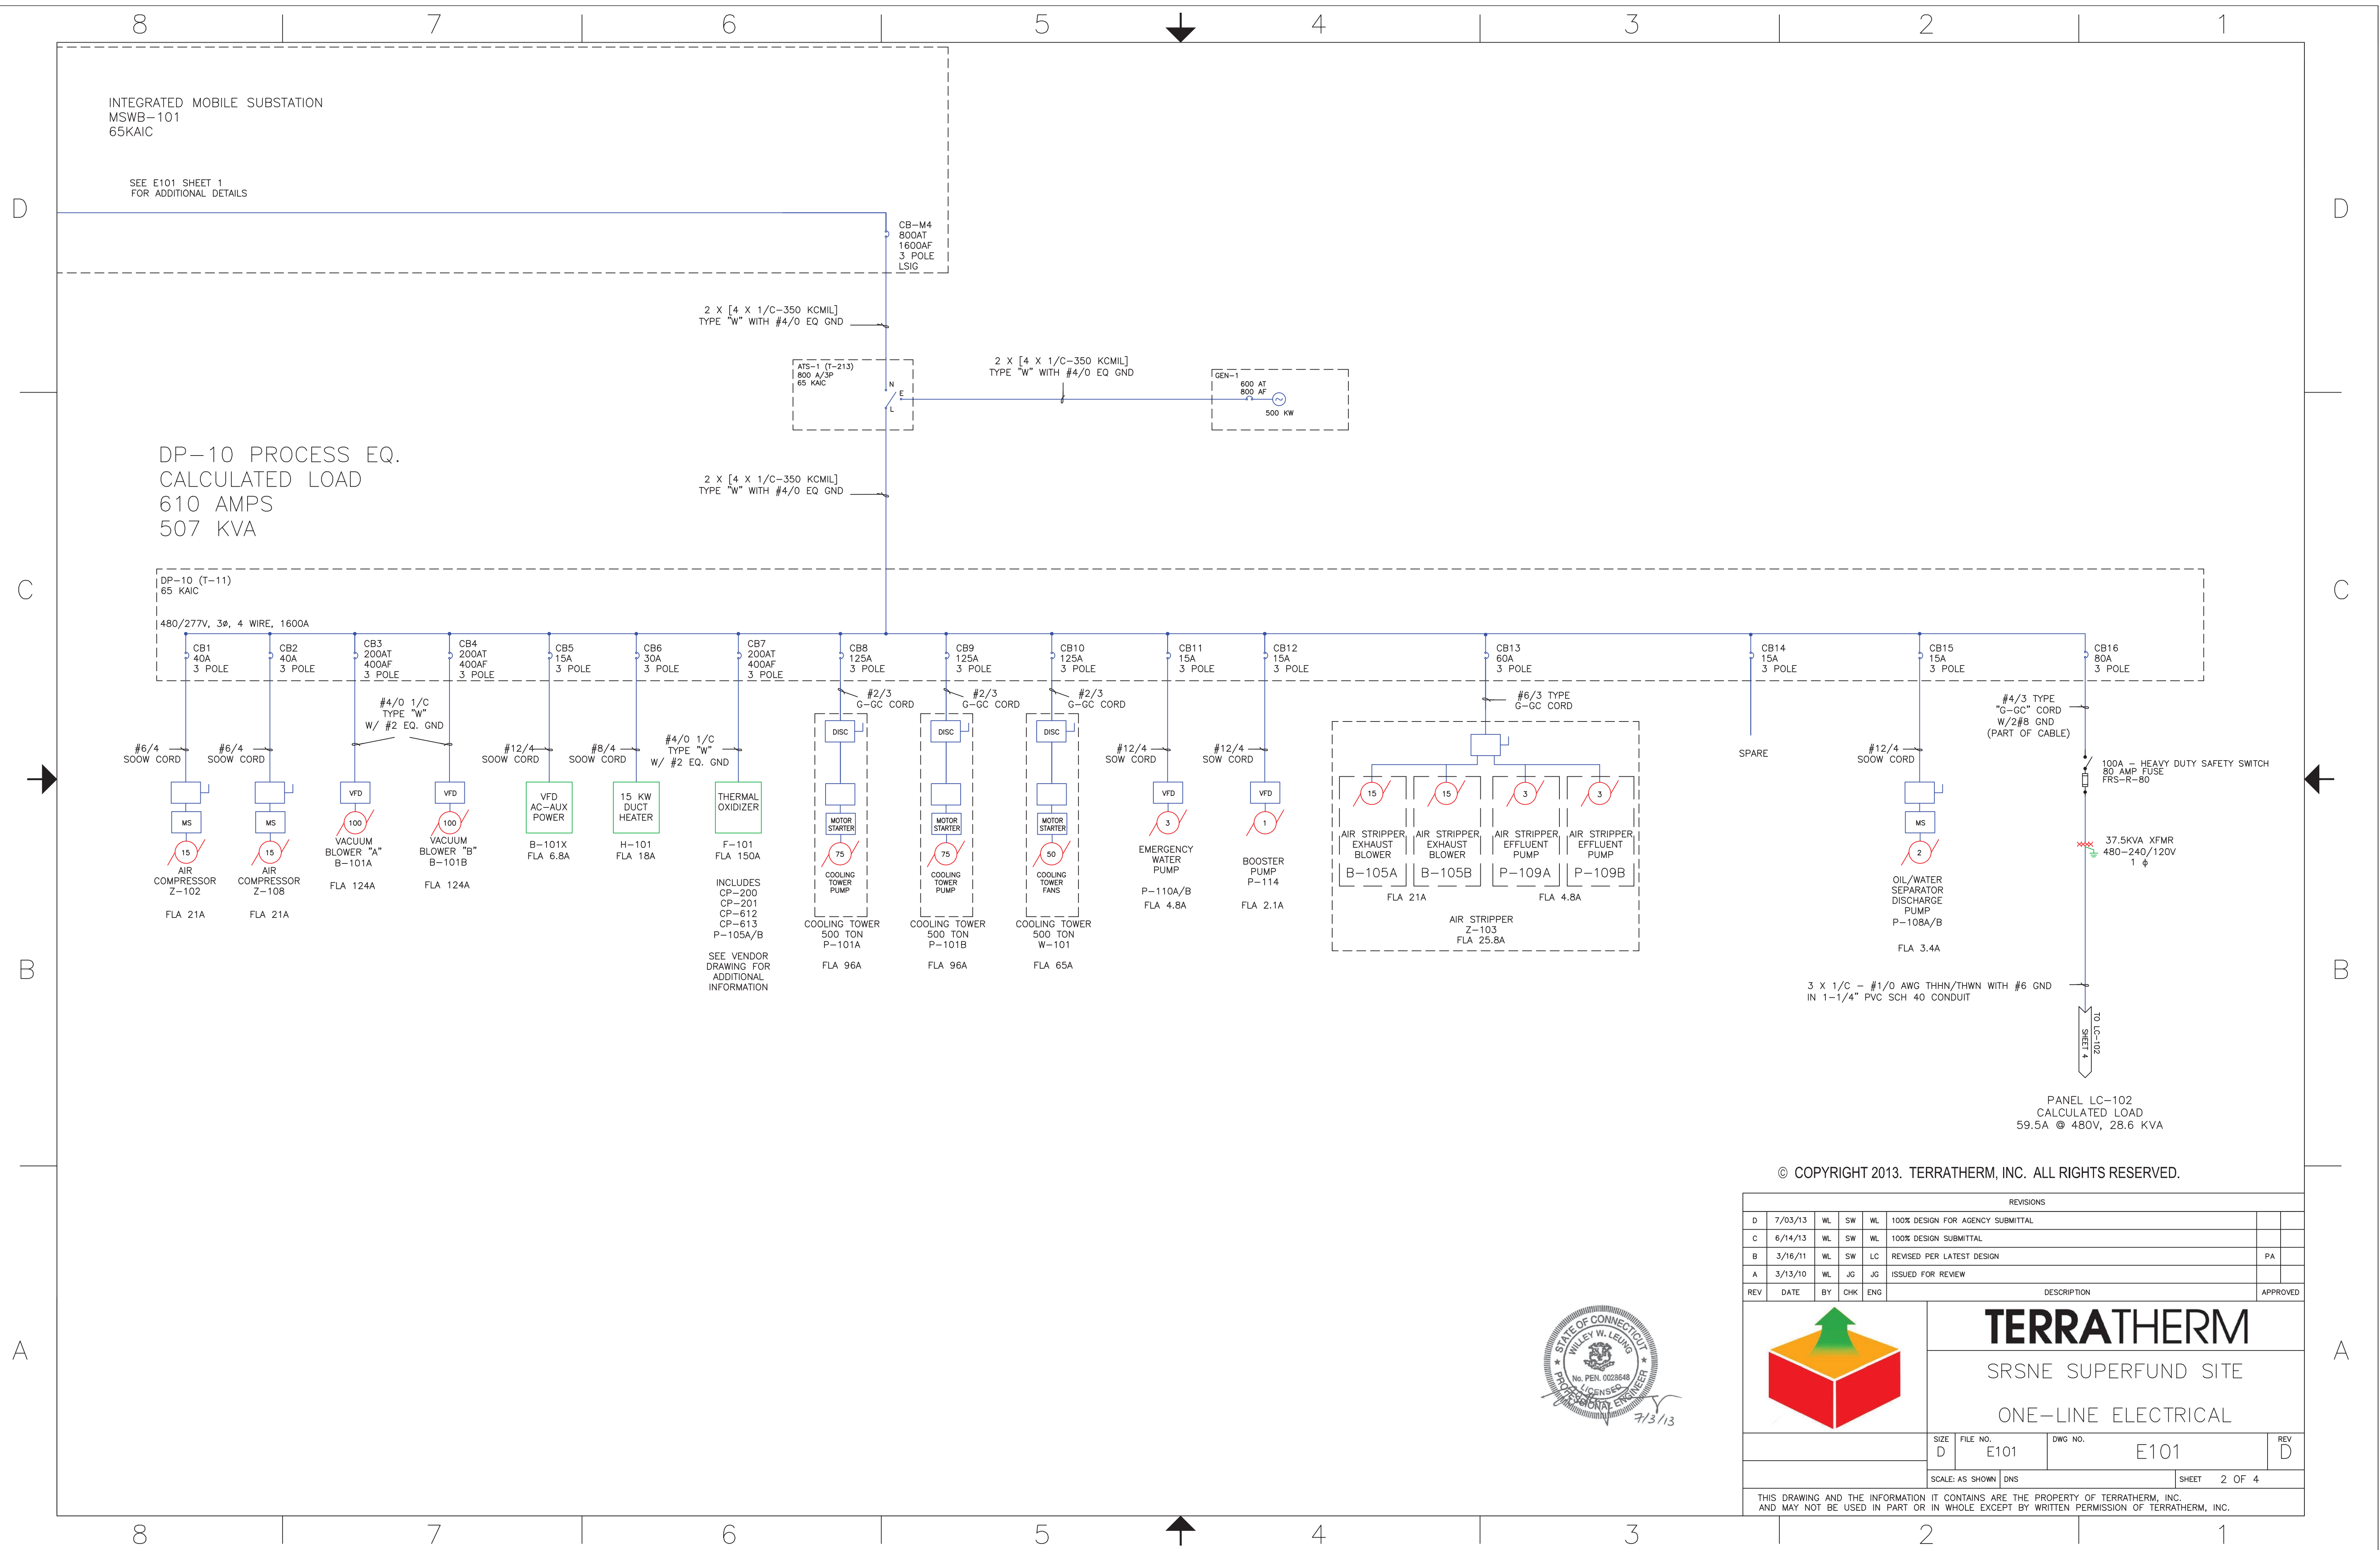 8 7 6 5 4 3 2 1
D
D
C
C
B
B
A
A
INTEGRATED MOBILE SUBSTATION
MSWB-101
65KAIC
SEE E101 SHEET 1
FOR ADDITIONAL DETAILS
CB-M4
800AT
1600AF
3 POLE
LSIG
2 X [4 X 1/C-350 KCMIL]
TYPE "W" WITH #4/0 EQ GND
ATS-1 (T-213)
800 A/3P
65 KAIC
N
E
L
2 X [4 X 1/C-350 KCMIL]
TYPE "W" WITH #4/0 EQ GND
GEN-1
600 AT
800 AF
500 KW
DP-10 PROCESS EQ.
CALCULATED LOAD
610 AMPS
507 KVA
2 X [4 X 1/C-350 KCMIL]
TYPE "W" WITH #4/0 EQ GND
DP-10 (T-11)
65 KAIC
480/277V, 3ø, 4 WIRE, 1600A
CB1
40A
3 POLE
CB2
40A
3 POLE
CB3
200AT
400AF
3 POLE
CB4
200AT
400AF
3 POLE
CB5
15A
3 POLE
CB6
30A
3 POLE
CB7
200AT
400AF
3 POLE
CB8
125A
3 POLE
CB9
125A
3 POLE
CB10
125A
3 POLE
CB11
15A
3 POLE
CB12
15A
3 POLE
CB13
60A
3 POLE
CB14
15A
3 POLE
CB15
15A
3 POLE
CB16
80A
3 POLE
#6/4
SOOW CORD
MS
15
AIR
COMPRESSOR
Z-102
FLA 21A
#6/4
SOOW CORD
MS
15
AIR
COMPRESSOR
Z-108
FLA 21A
#4/0 1/C
TYPE "W"
W/ #2 EQ. GND
VFD
100
VACUUM
BLOWER "A"
B-101A
FLA 124A
VFD
100
VACUUM
BLOWER "B"
B-101B
FLA 124A
#12/4
SOOW CORD
VFD
AC-AUX
POWER
B-101X
FLA 6.8A
#8/4
SOOW CORD
15 KW
DUCT
HEATER
H-101
FLA 18A
#4/0 1/C
TYPE "W"
W/ #2 EQ. GND
THERMAL
OXIDIZER
F-101
FLA 150A
INCLUDES
CP-200
CP-201
CP-612
CP-613
P-105A/B
SEE VENDOR
DRAWING FOR
ADDITIONAL
INFORMATION
#2/3
G-GC CORD
DISC
MOTOR
STARTER
75
COOLING
TOWER
PUMP
COOLING TOWER
500 TON
P-101A
FLA 96A
#2/3
G-GC CORD
DISC
MOTOR
STARTER
75
COOLING
TOWER
PUMP
COOLING TOWER
500 TON
P-101B
FLA 96A
#2/3
G-GC CORD
DISC
MOTOR
STARTER
50
COOLING
TOWER
FANS
COOLING TOWER
500 TON
W-101
FLA 65A
#12/4
SOW CORD
VFD
3
EMERGENCY
WATER
PUMP
P-110A/B
FLA 4.8A
#12/4
SOW CORD
VFD
1
BOOSTER
PUMP
P-114
FLA 2.1A
#6/3 TYPE
G-GC CORD
15
AIR STRIPPER
EXHAUST
BLOWER
B-105A
15
AIR STRIPPER
EXHAUST
BLOWER
B-105B
3
AIR STRIPPER
EFFLUENT
PUMP
P-109A
3
AIR STRIPPER
EFFLUENT
PUMP
P-109B
FLA 21A
FLA 4.8A
AIR STRIPPER
Z-103
FLA 25.8A
SPARE
#12/4
SOOW CORD
MS
2
OIL/WATER
SEPARATOR
DISCHARGE
PUMP
P-108A/B
FLA 3.4A
#4/3 TYPE
"G-GC" CORD
W/2#8 GND
(PART OF CABLE)
100A - HEAVY DUTY SAFETY SWITCH
80 AMP FUSE
FRS-R-80
37.5KVA XFMR
480-240/120V
1 ϕ
3 X 1/C - #1/0 AWG THHN/THWN WITH #6 GND
IN 1-1/4" PVC SCH 40 CONDUIT
TO LC-102
SHEET 4
PANEL LC-102
CALCULATED LOAD
59.5A @ 480V, 28.6 KVA
© COPYRIGHT 2013. TERRATHERM, INC. ALL RIGHTS RESERVED.
REVISIONS
D 7/03/13 WL SW WL 100% DESIGN FOR AGENCY SUBMITTAL
C 6/14/13 WL SW WL 100% DESIGN SUBMITTAL
B 3/16/11 WL SW LC REVISED PER LATEST DESIGN PA
A 3/13/10 WL JG JG ISSUED FOR REVIEW
REV DATE BY CHK ENG DESCRIPTION APPROVED
STATE OF CONNECTICUT
WILLEY W. LEUNG
No. PEN. 0028648
LICENSED
PROFESSIONAL ENGINEER
7/3/13
TERRATHERM
SRSNE SUPERFUND SITE
ONE-LINE ELECTRICAL
SIZE D FILE NO. E101 DWG NO. E101 REV D
SCALE: AS SHOWN DNS SHEET 2 OF 4
THIS DRAWING AND THE INFORMATION IT CONTAINS ARE THE PROPERTY OF TERRATHERM, INC.
AND MAY NOT BE USED IN PART OR IN WHOLE EXCEPT BY WRITTEN PERMISSION OF TERRATHERM, INC.
8 7 6 5 4 3 2 1